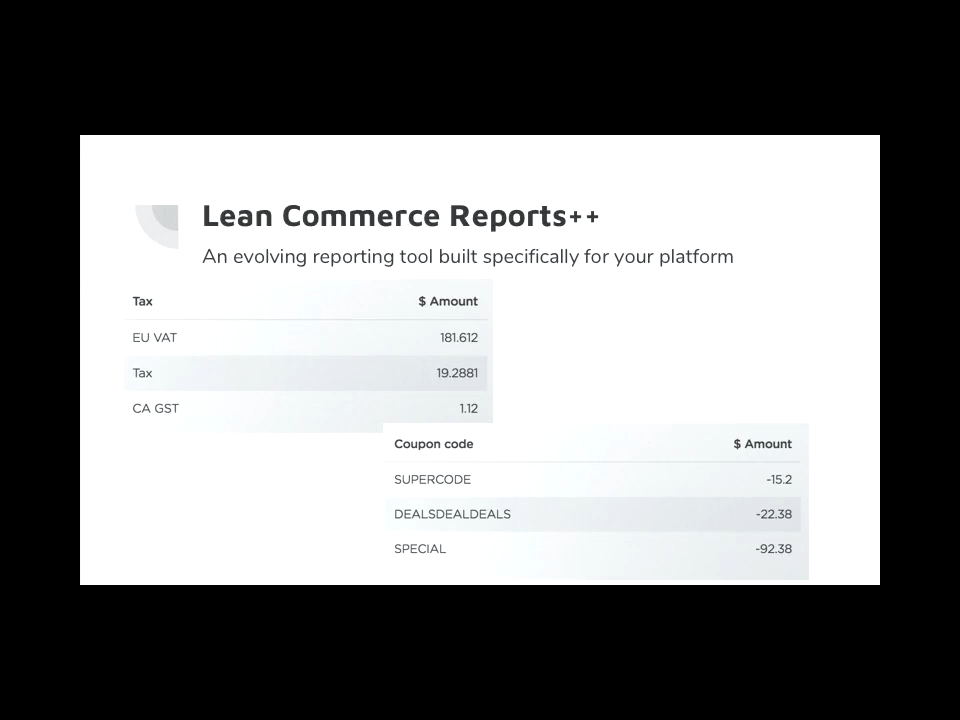 Lean Commerce Reports++
An evolving reporting tool built specifically for your platform
Tax $ Amount
EU VAT 181.612
Tax 19.2881
CA GST 1.12
Coupon code $ Amount
SUPERCODE -15.2
DEALSDEALDEALS -22.38
SPECIAL -92.38